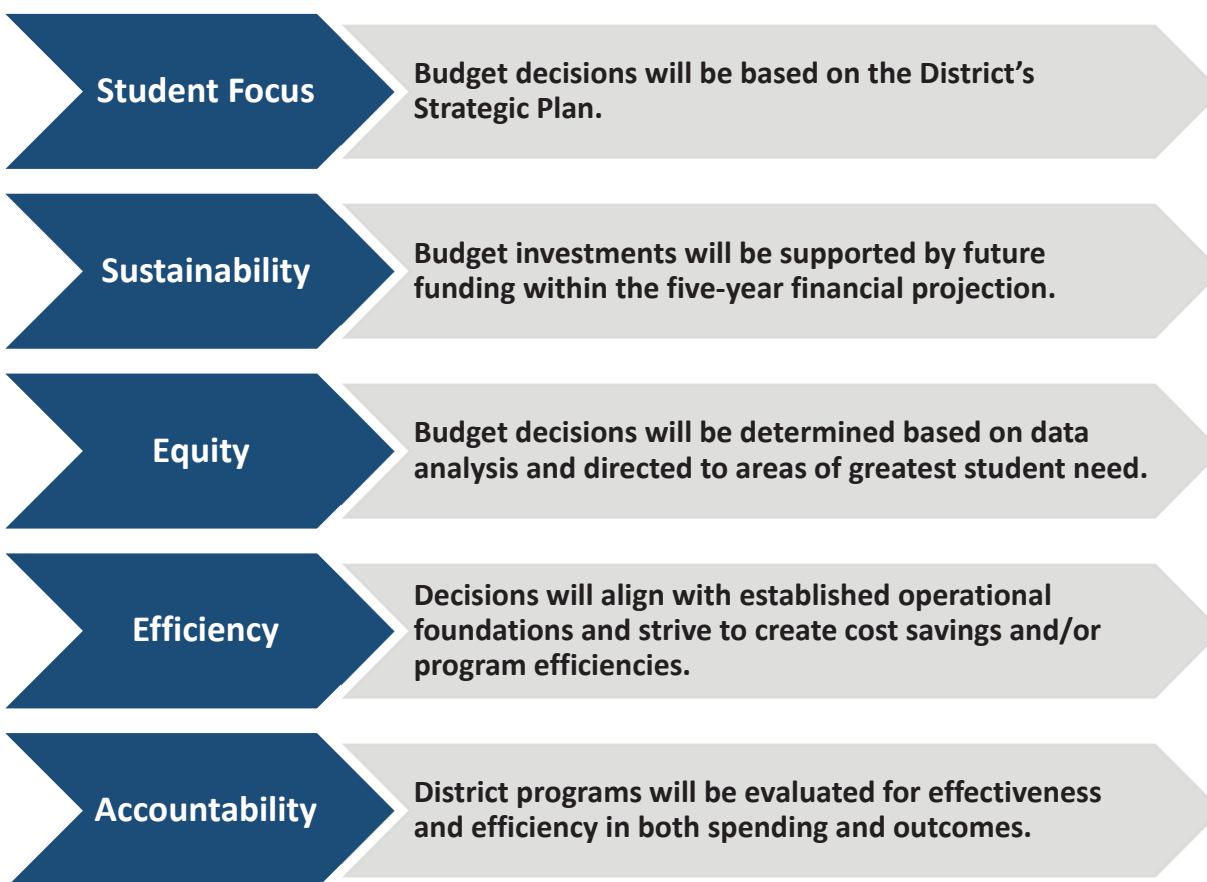 Student Focus
Budget decisions will be based on the District’s
Strategic Plan.
Sustainability
Budget investments will be supported by future
funding within the five-year financial projection.
Equity
Budget decisions will be determined based on data
analysis and directed to areas of greatest student need.
Efficiency
Decisions will align with established operational
foundations and strive to create cost savings and/or
program efficiencies.
Accountability
District programs will be evaluated for effectiveness
and efficiency in both spending and outcomes.